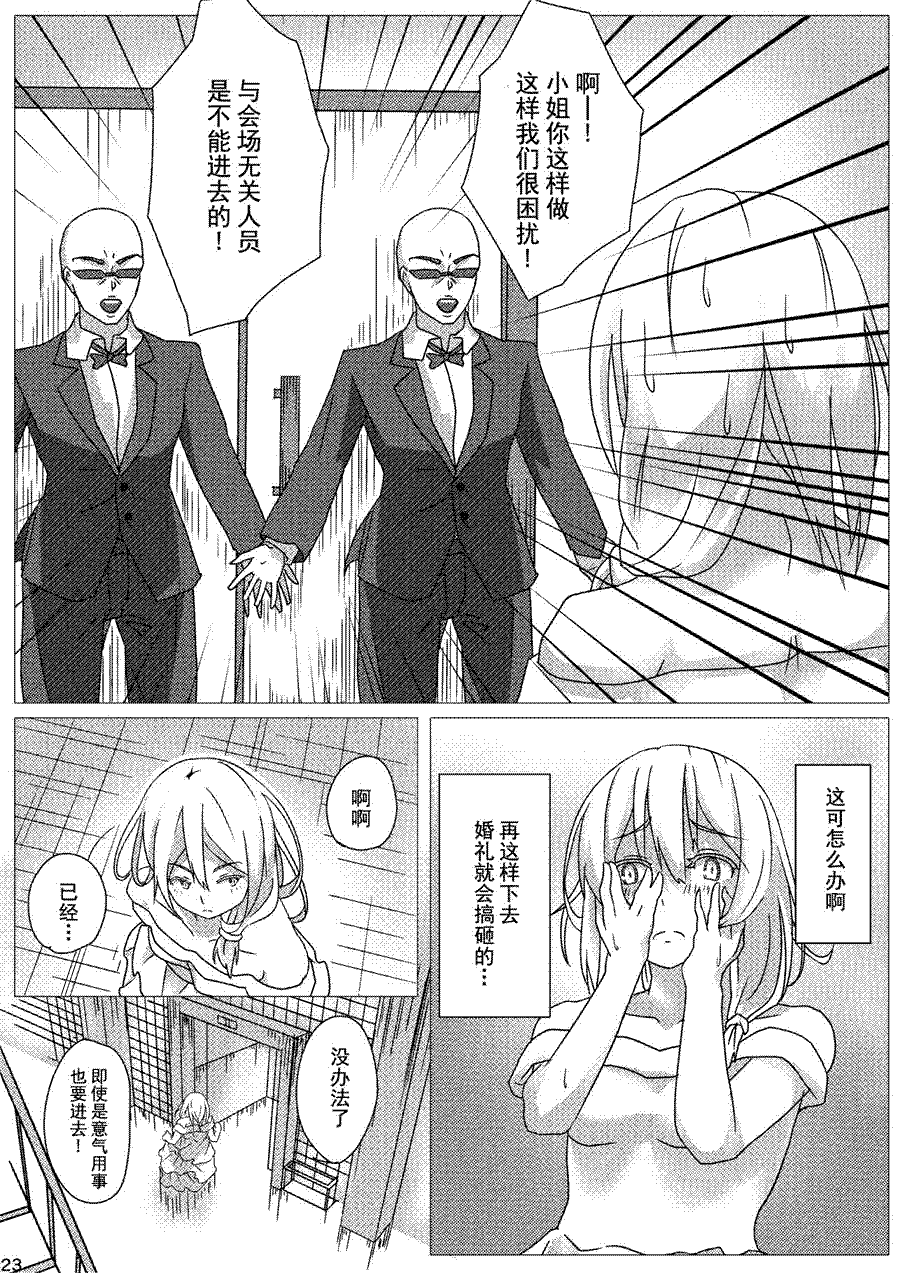 啊─！
小姐你这样做
这样我们很困扰！
与会场无关人员
是不能进去的！
这可怎么办啊
再这样下去
婚礼就会搞砸的…
啊啊
已经…
没办法了
即使是意气用事
也要进去！
23